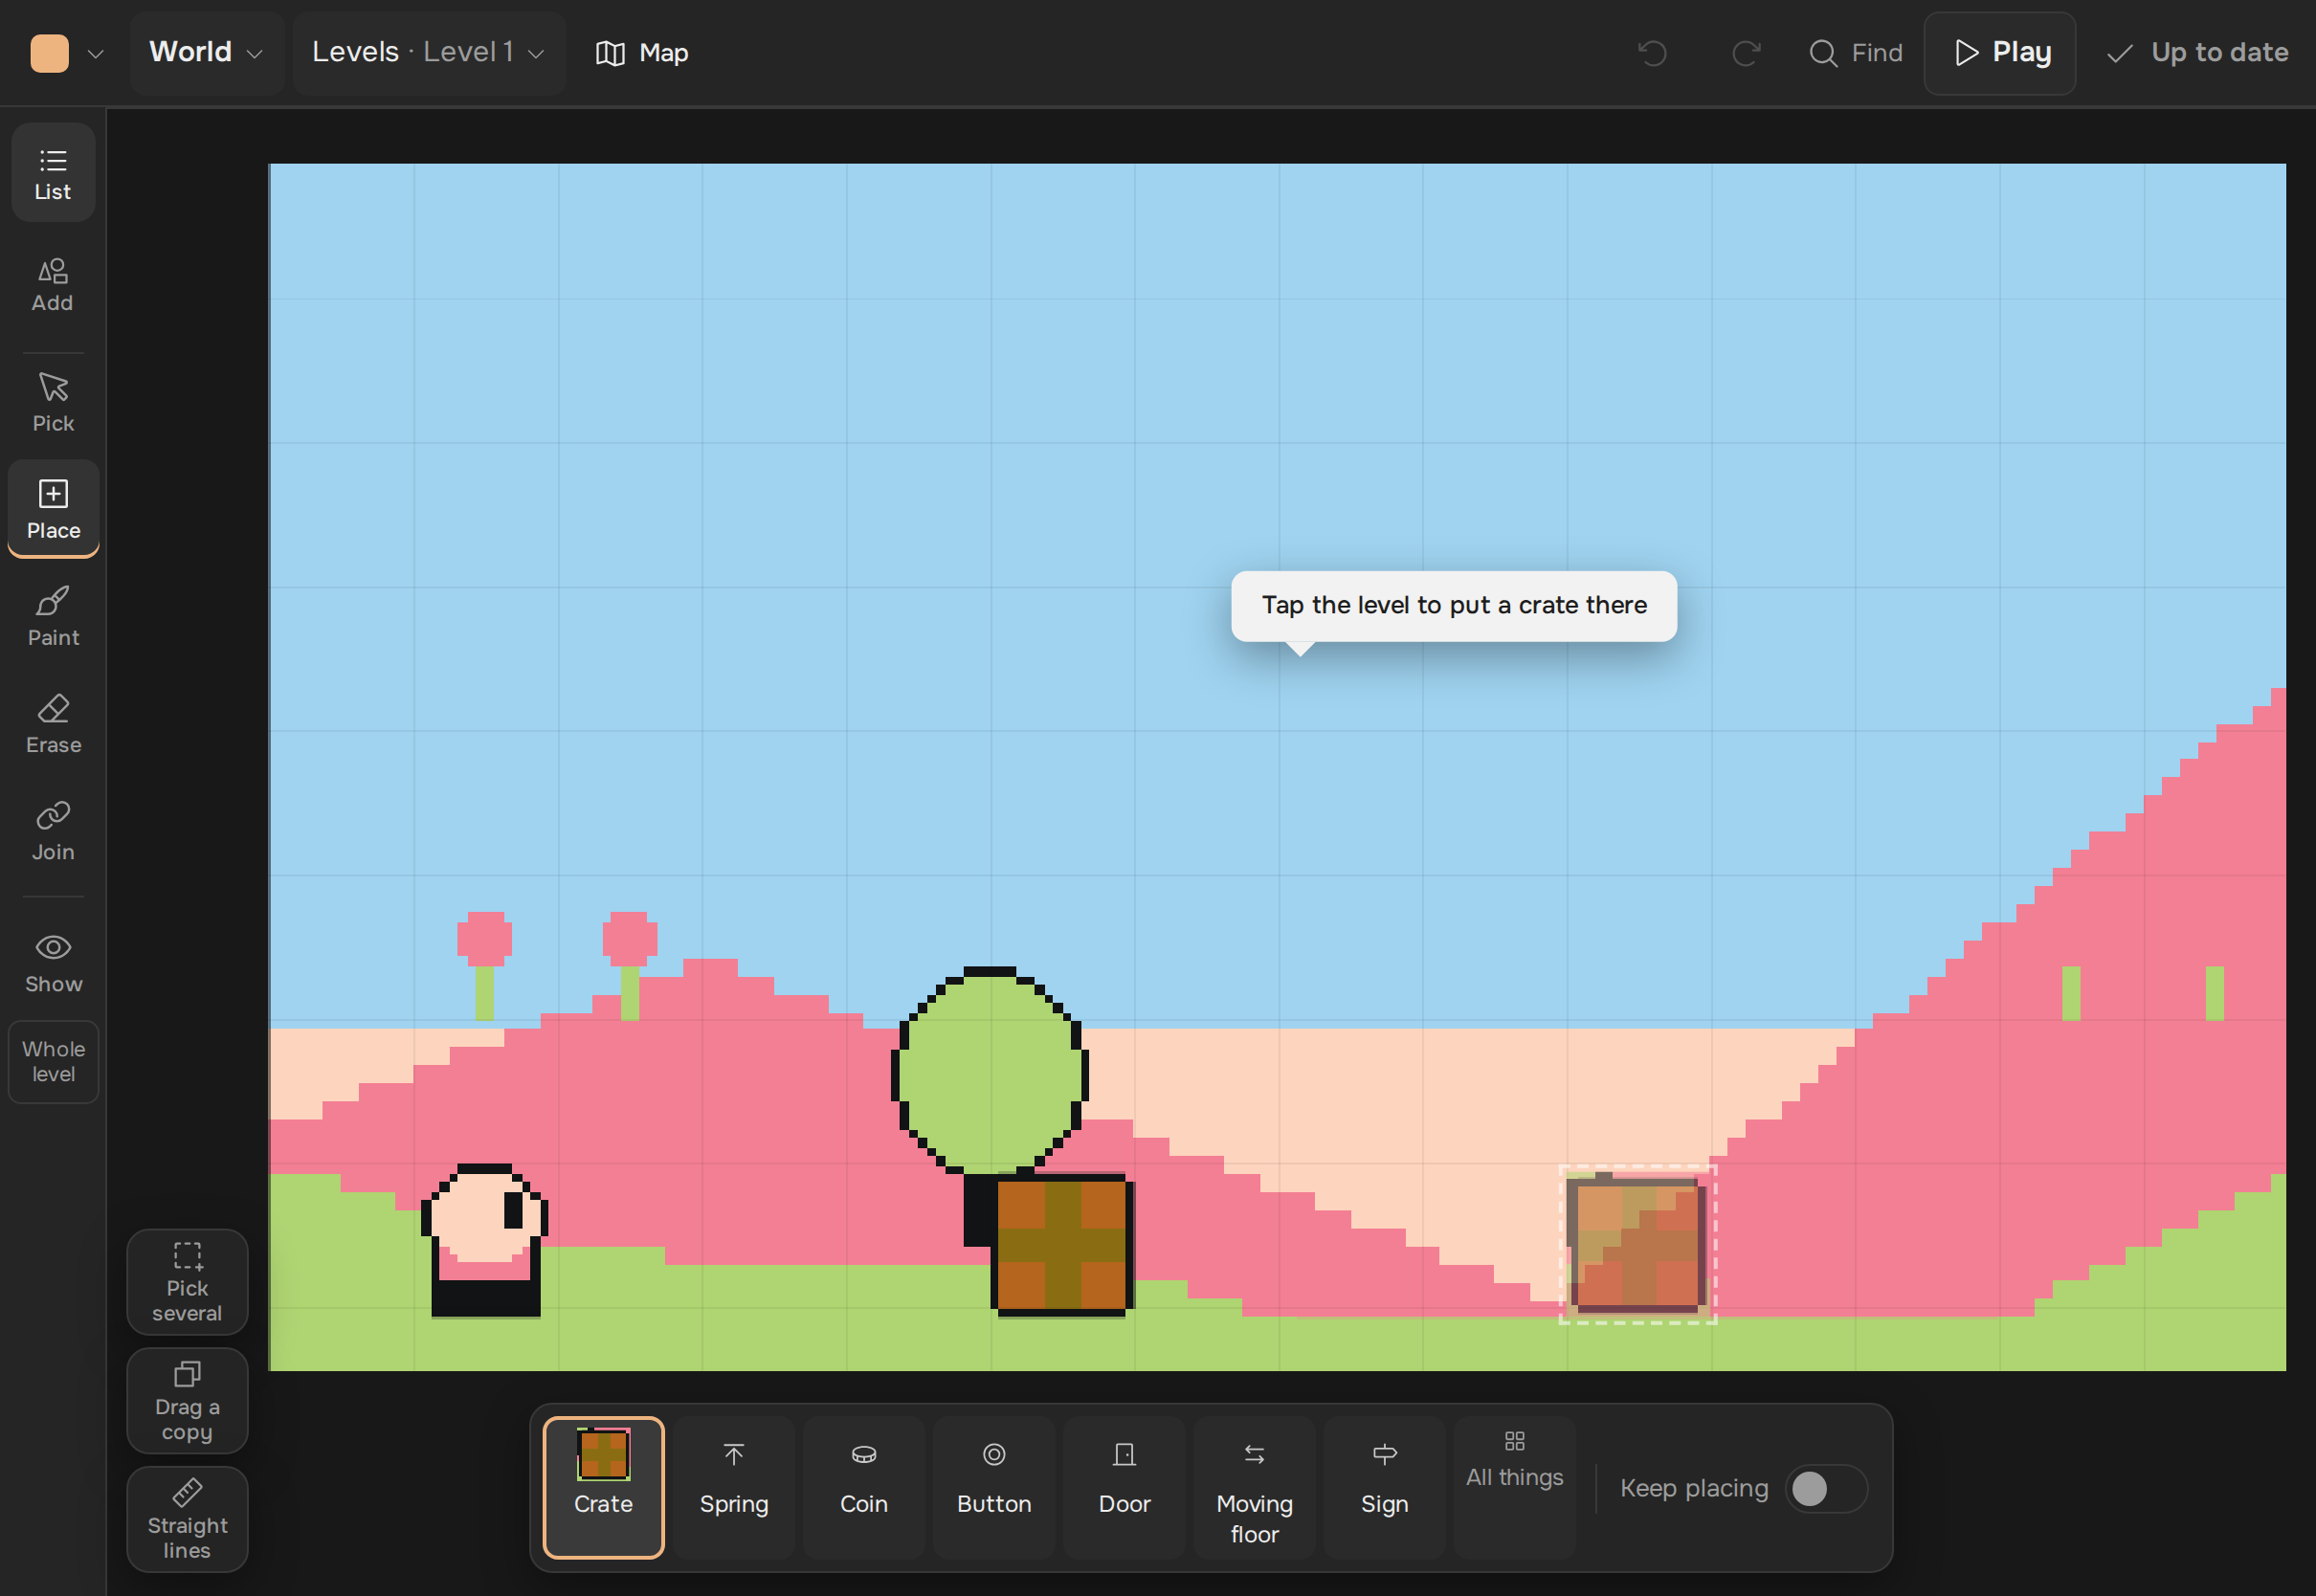 World
Levels · Level 1
Map
Find
Play
Up to date
List
Add
Pick
Place
Paint
Erase
Join
Show
Whole
level
Tap the level to put a crate there
Pick
several
Drag a
copy
Straight
lines
Crate
Spring
Coin
Button
Door
Moving
floor
Sign
All things
Keep placing